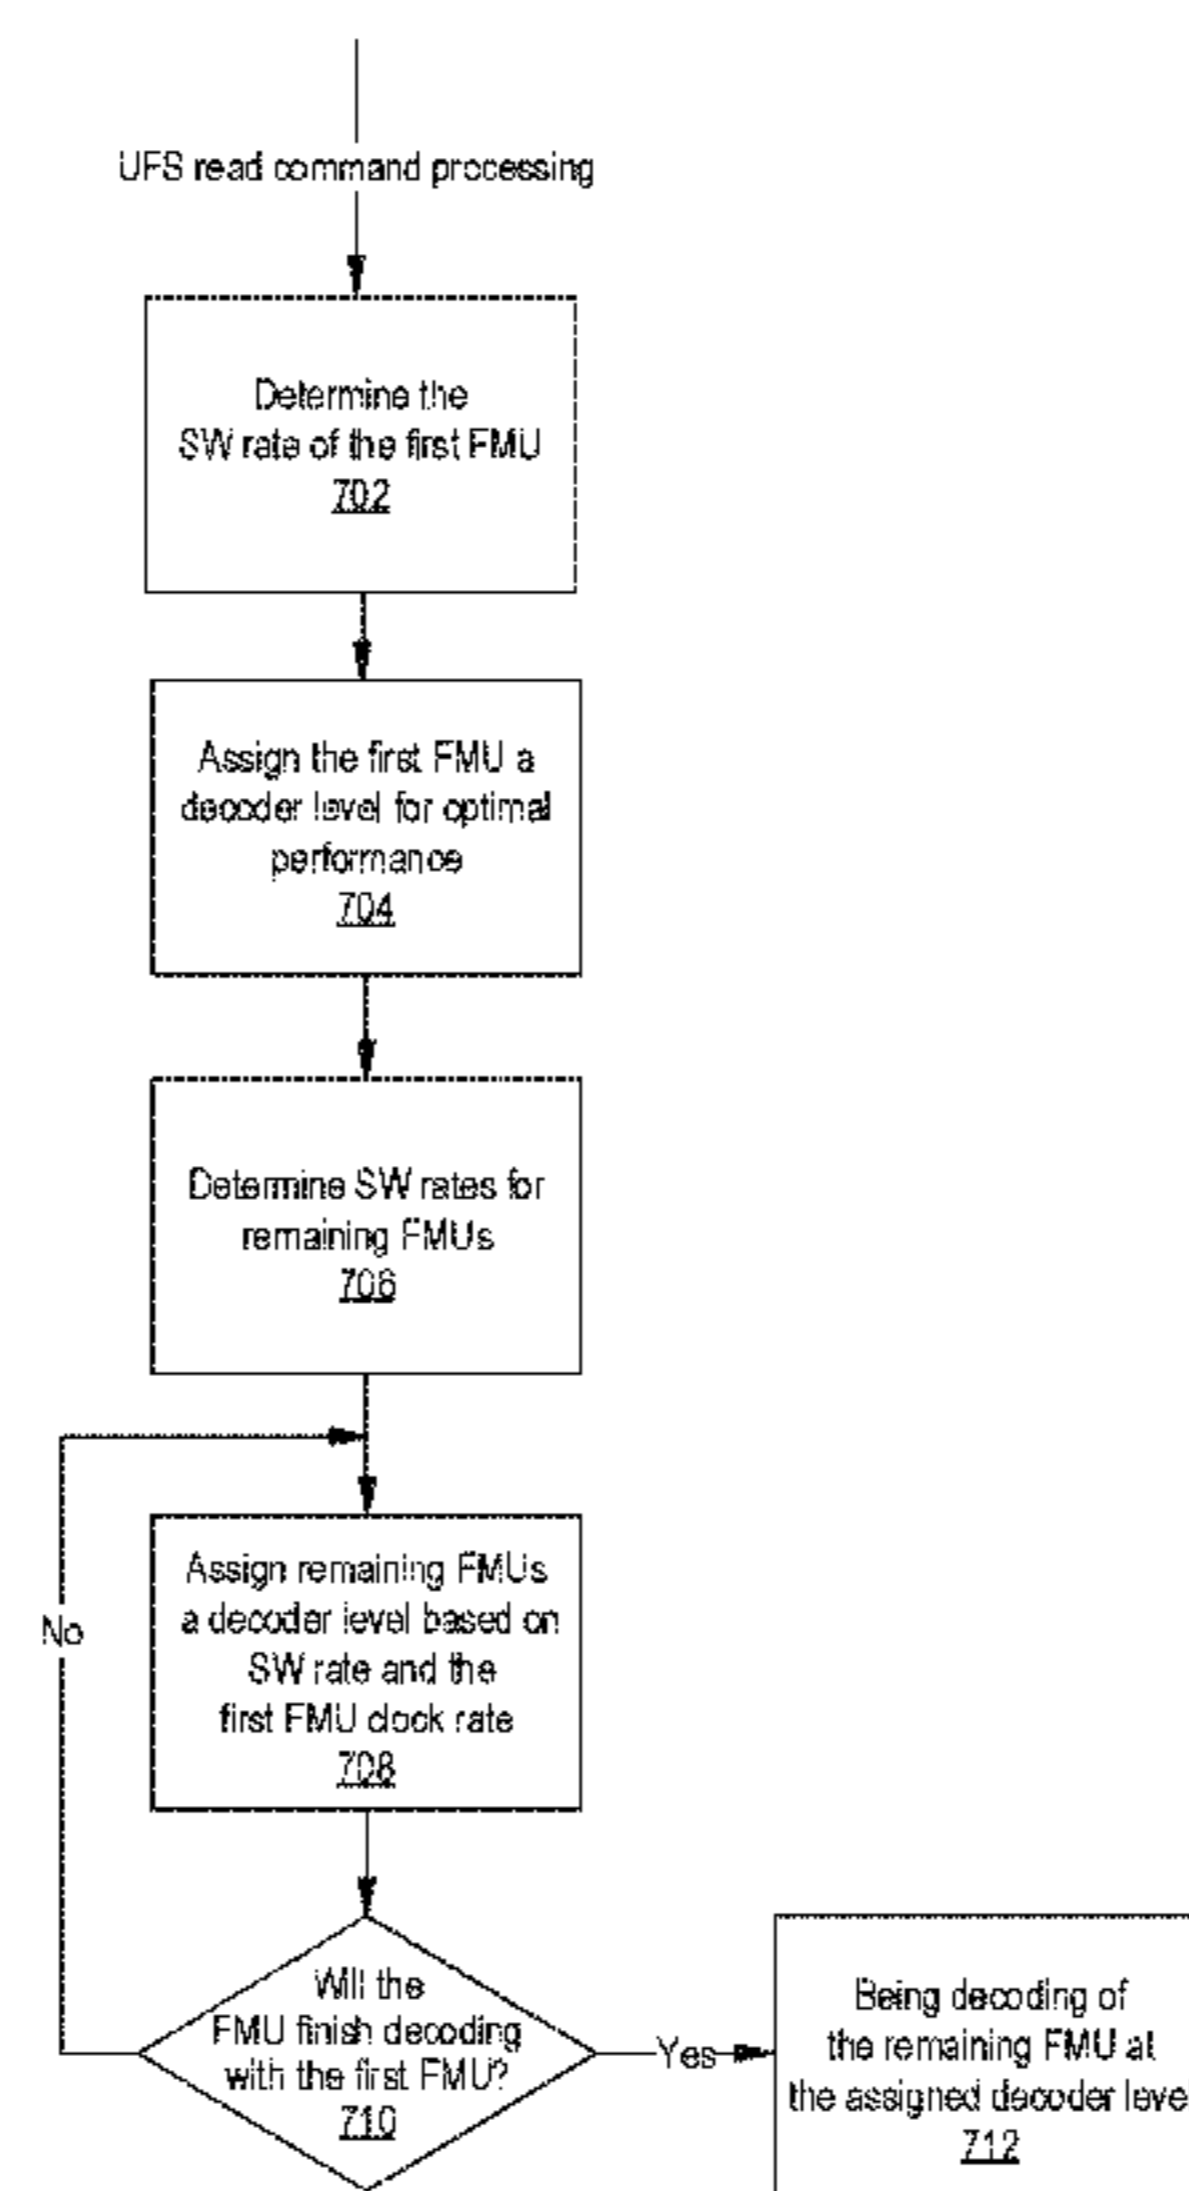 UFS read command processing
Determine the
SW rate of the first FMU
702
Assign the first FMU a
decoder level for optimal
performance
704
Determine SW rates for
remaining FMUs
706
Assign remaining FMUs
a decoder level based on
SW rate and the
first FMU clock rate
708
No
Will the
FMU finish decoding
with the first FMU?
710
Yes
Being decoding of
the remaining FMU at
the assigned decoder level
712